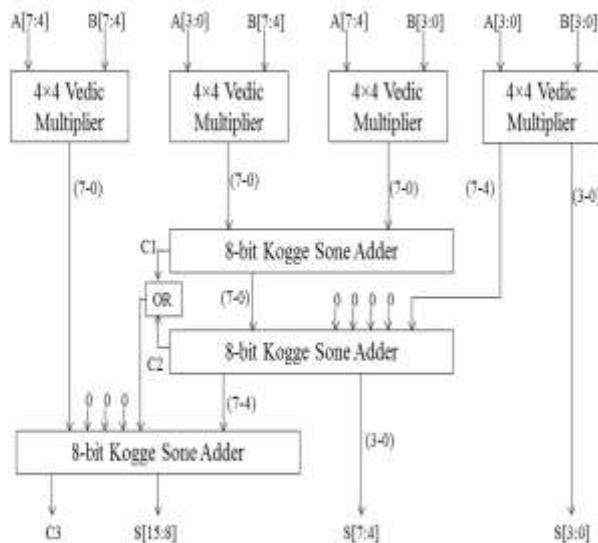 A[7:4] B[7:4] A[3:0] B[7:4] A[7:4] B[3:0] A[3:0] B[3:0]
4×4 Vedic Multiplier
4×4 Vedic Multiplier
4×4 Vedic Multiplier
4×4 Vedic Multiplier
(7-0) (7-0) (7-0) (7-4) (3-0)
C1 8-bit Kogge Sone Adder
OR (7-0) 0 0 0 0
C2 8-bit Kogge Sone Adder
0 0 0 (7-4) (3-0)
8-bit Kogge Sone Adder
C3 S[15:8] S[7:4] S[3:0]